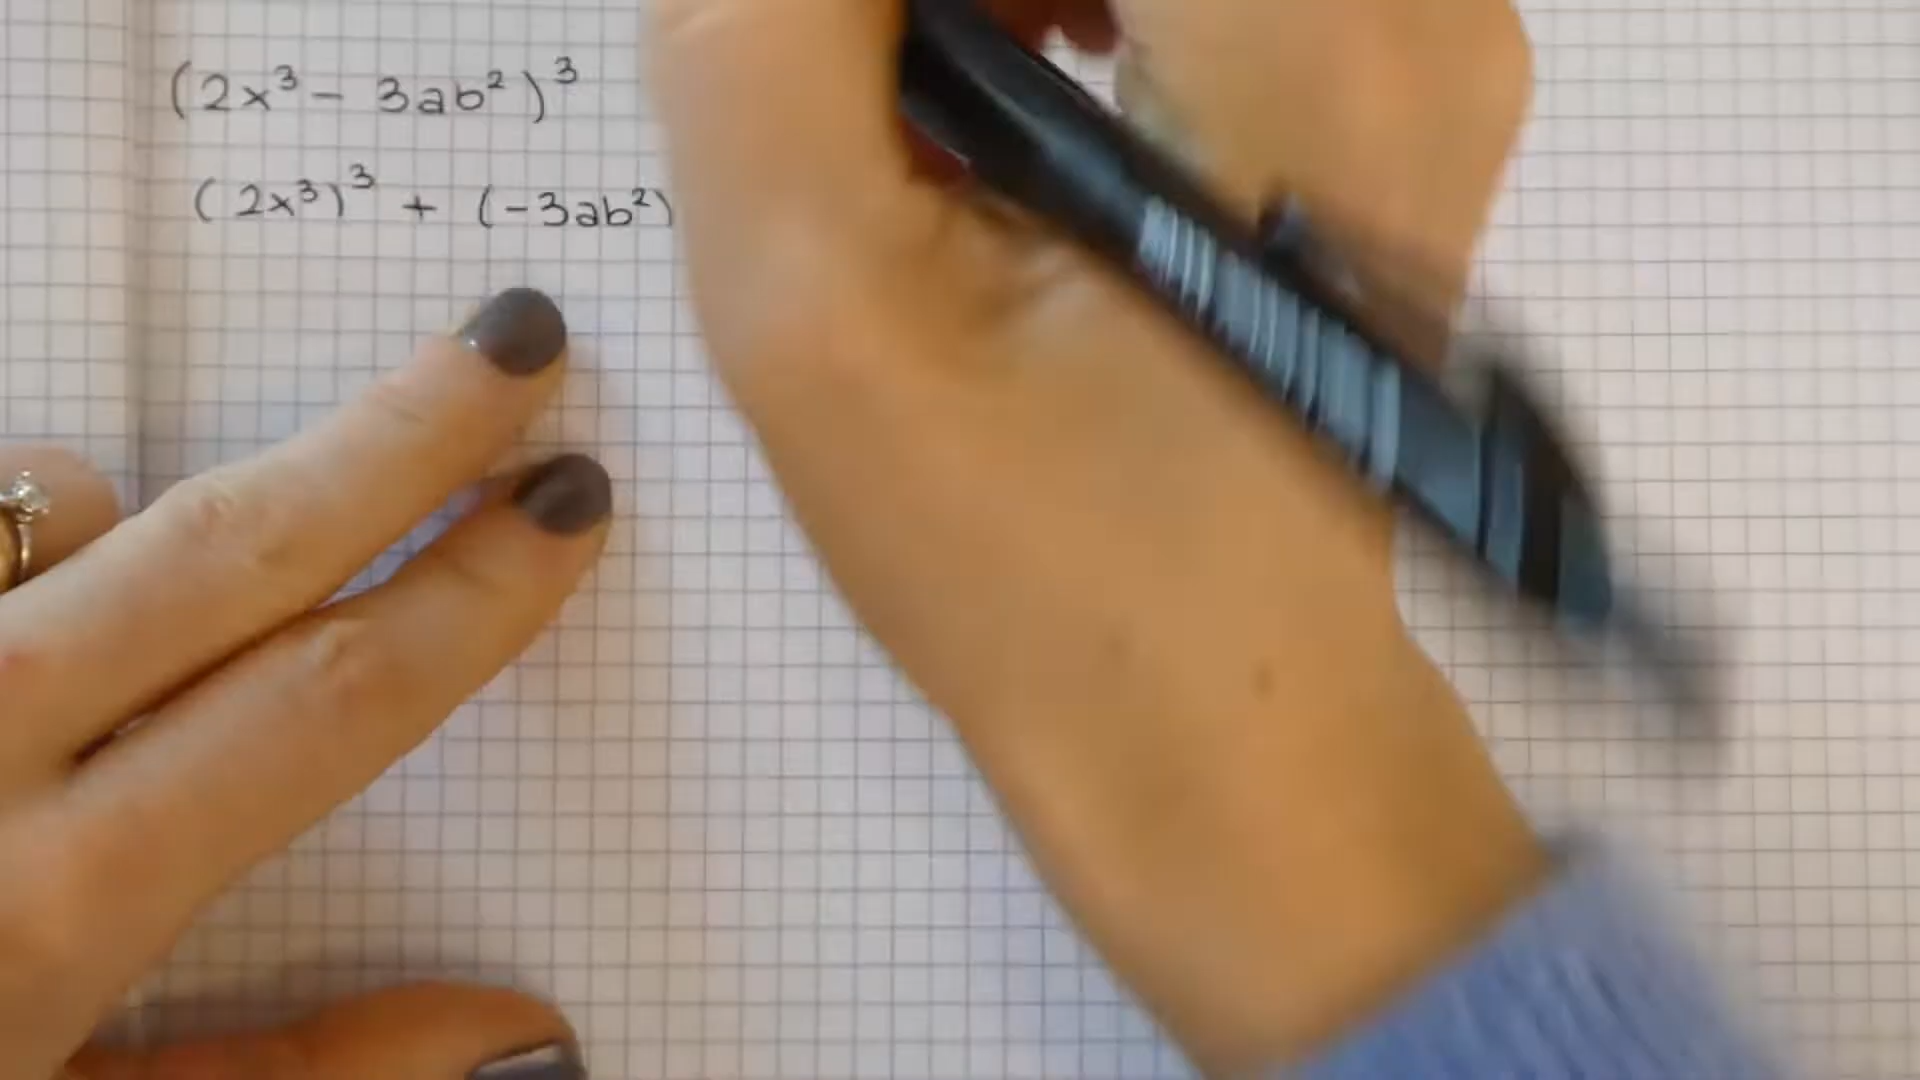 (2x³ - 3ab²)³
(2x³)³ + (-3ab²)